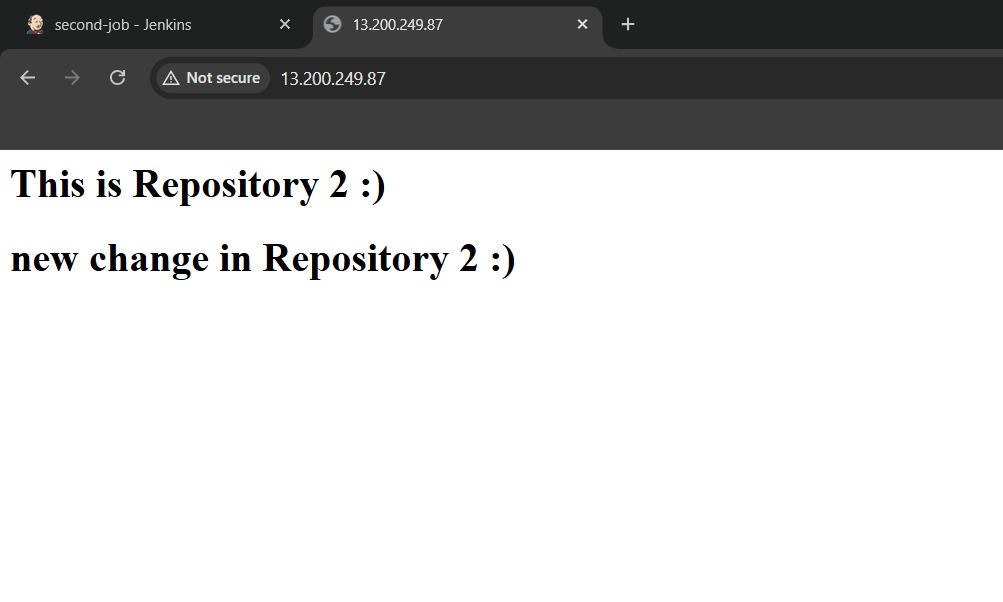 second-job - Jenkins
13.200.249.87
Not secure
13.200.249.87
This is Repository 2 :)
new change in Repository 2 :)